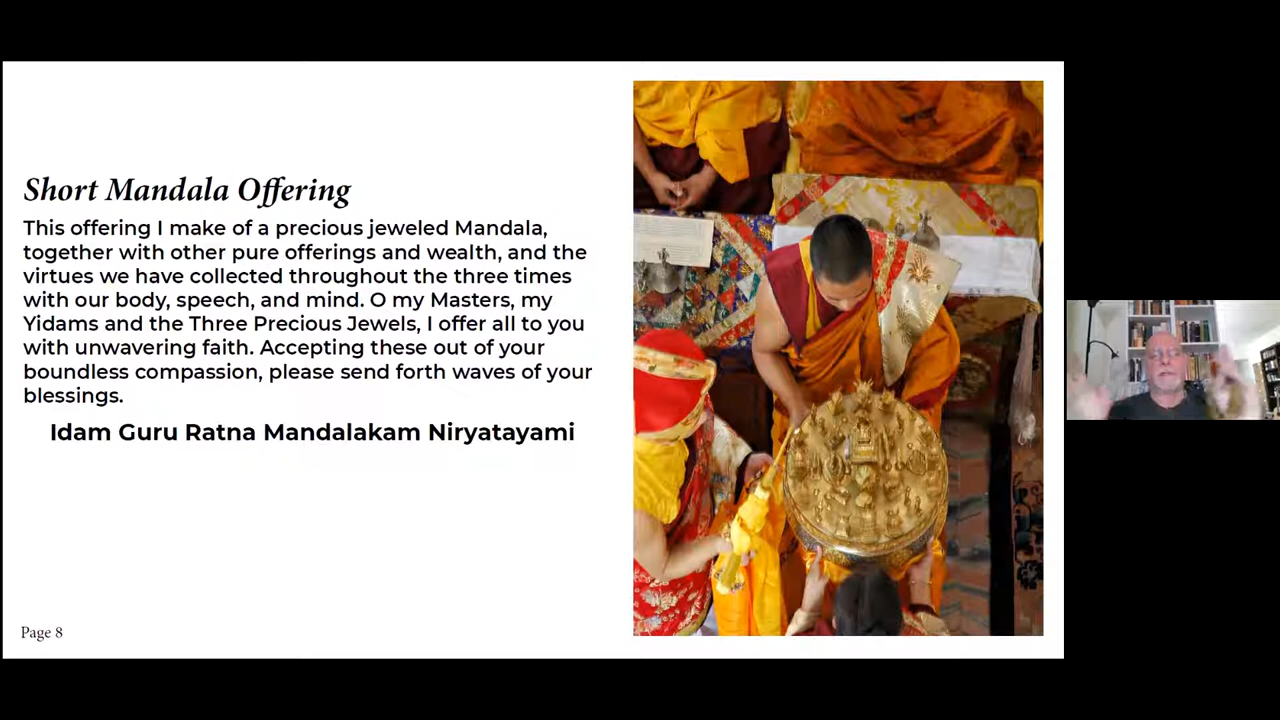 Short Mandala Offering
This offering I make of a precious jeweled Mandala,
together with other pure offerings and wealth, and the
virtues we have collected throughout the three times
with our body, speech, and mind. O my Masters, my
Yidams and the Three Precious Jewels, I offer all to you
with unwavering faith. Accepting these out of your
boundless compassion, please send forth waves of your
blessings.
Idam Guru Ratna Mandalakam Niryatayami
Page 8